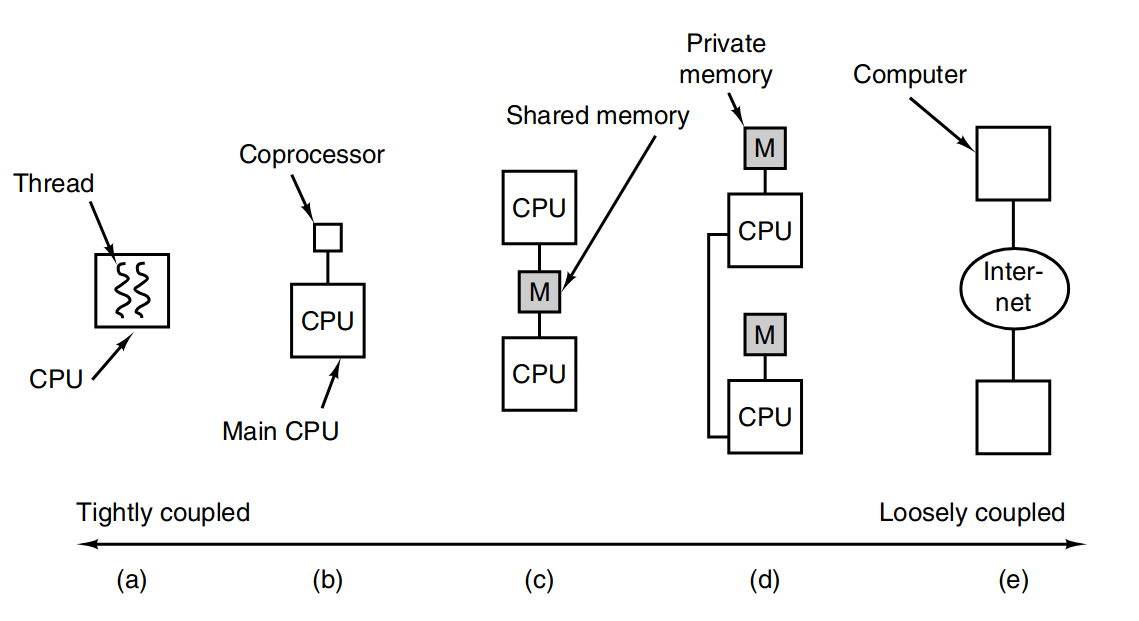 Private
memory
Computer
Shared memory
Coprocessor
Thread
M
CPU
CPU
CPU
M
Inter-
net
M
CPU
CPU
CPU
CPU
Main CPU
Tightly coupled
Loosely coupled
(a)
(b)
(c)
(d)
(e)